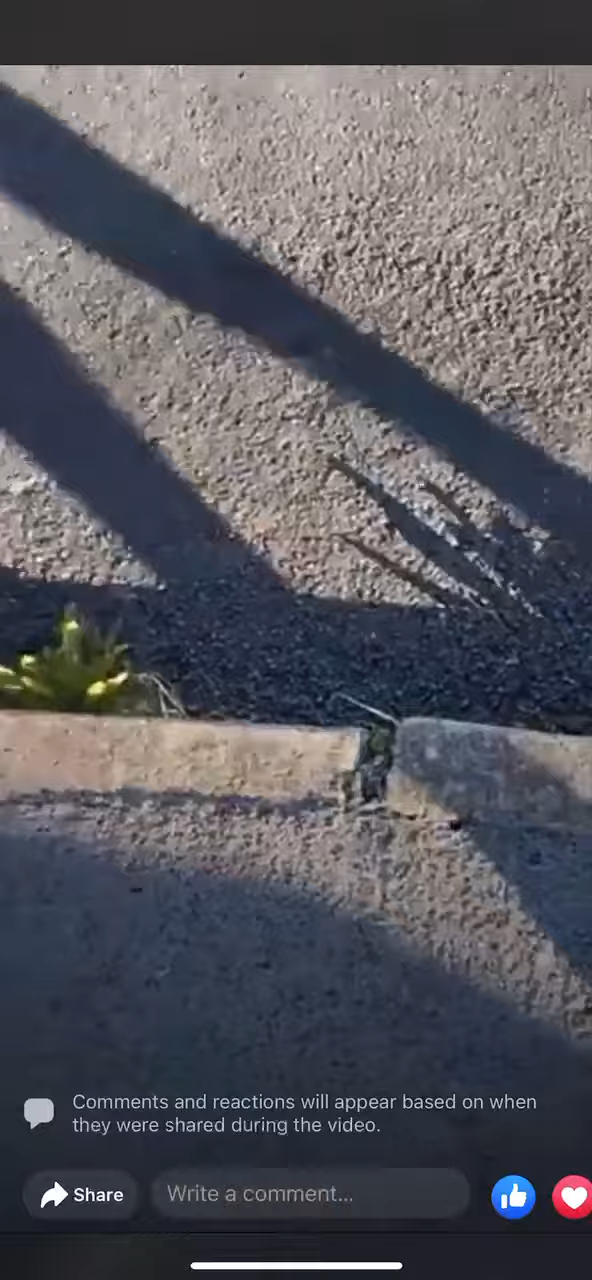 Comments and reactions will appear based on when
they were shared during the video.
Share
Write a comment...